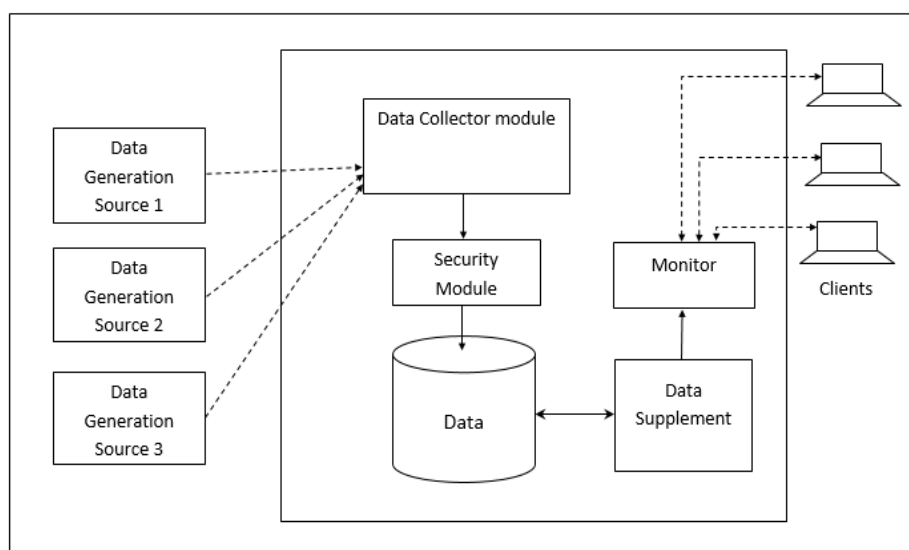 Data
Generation
Source 1
Data
Generation
Source 2
Data
Generation
Source 3
Data Collector module
Security
Module
Data
Monitor
Data
Supplement
Clients